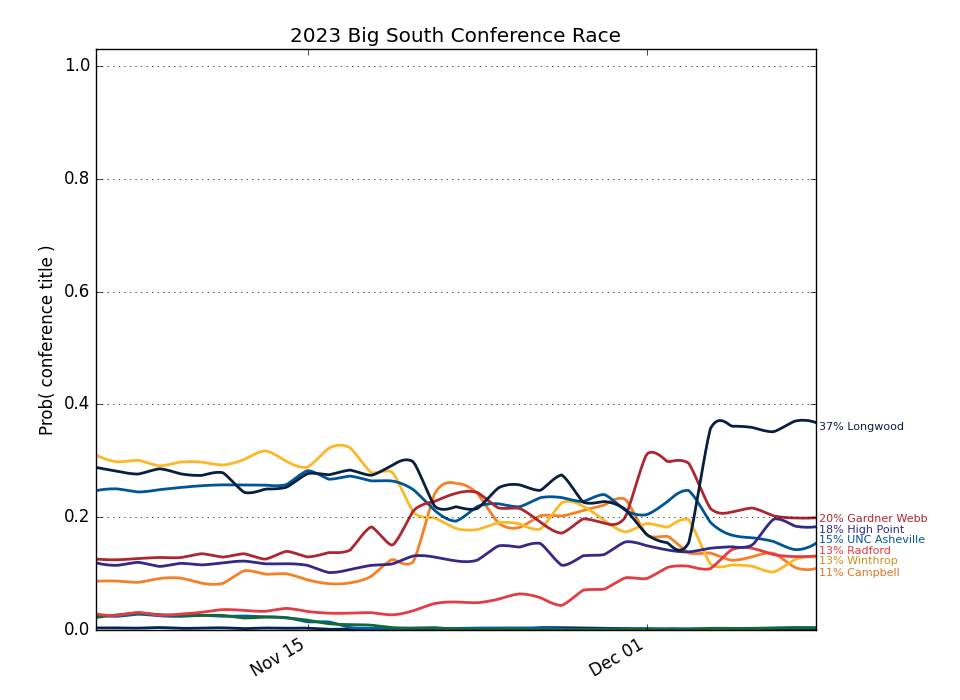 2023 Big South Conference Race
Prob( conference title )
1.0
0.8
0.6
0.4
0.2
0.0
Nov 15
Dec 01
37% Longwood
20% Gardner Webb
18% High Point
15% UNC Asheville
13% Radford
13% Winthrop
11% Campbell